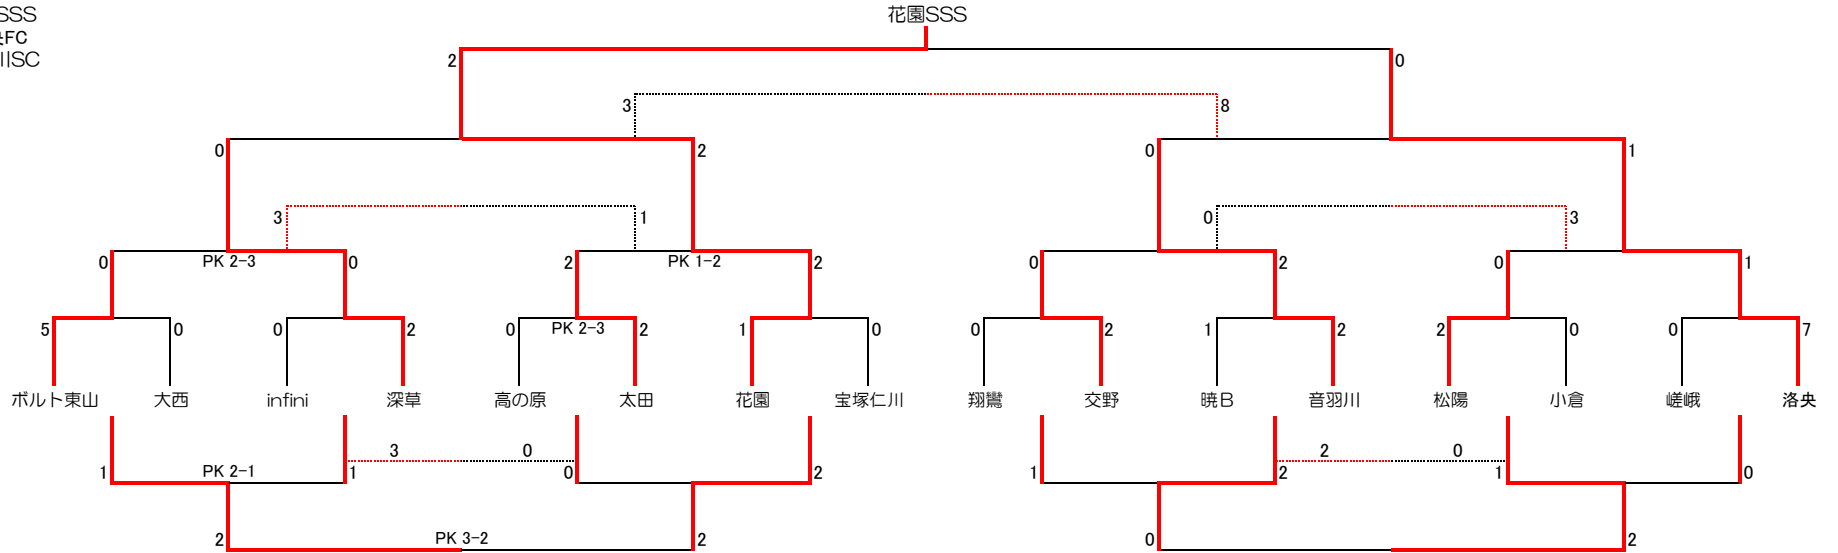 SSS 花園SSS
FC
SC
2 0
3 8
0 2 0 1
3 1 0 3
0 PK 2-3 0 2 PK 1-2 2 0 2 0 1
5 0 0 2 0 PK 2-3 2 1 0 0 2 1 2 2 0 0 7
ボルト東山 大西 infini 深草 高の原 太田 花園 宝塚仁川 翔鸞 交野 暁B 音羽川 松陽 小倉 嵯峨 洛央
3 0 2 0
1 PK 2-1 1 0 2 1 2 1 0
2 PK 3-2 2 0 2